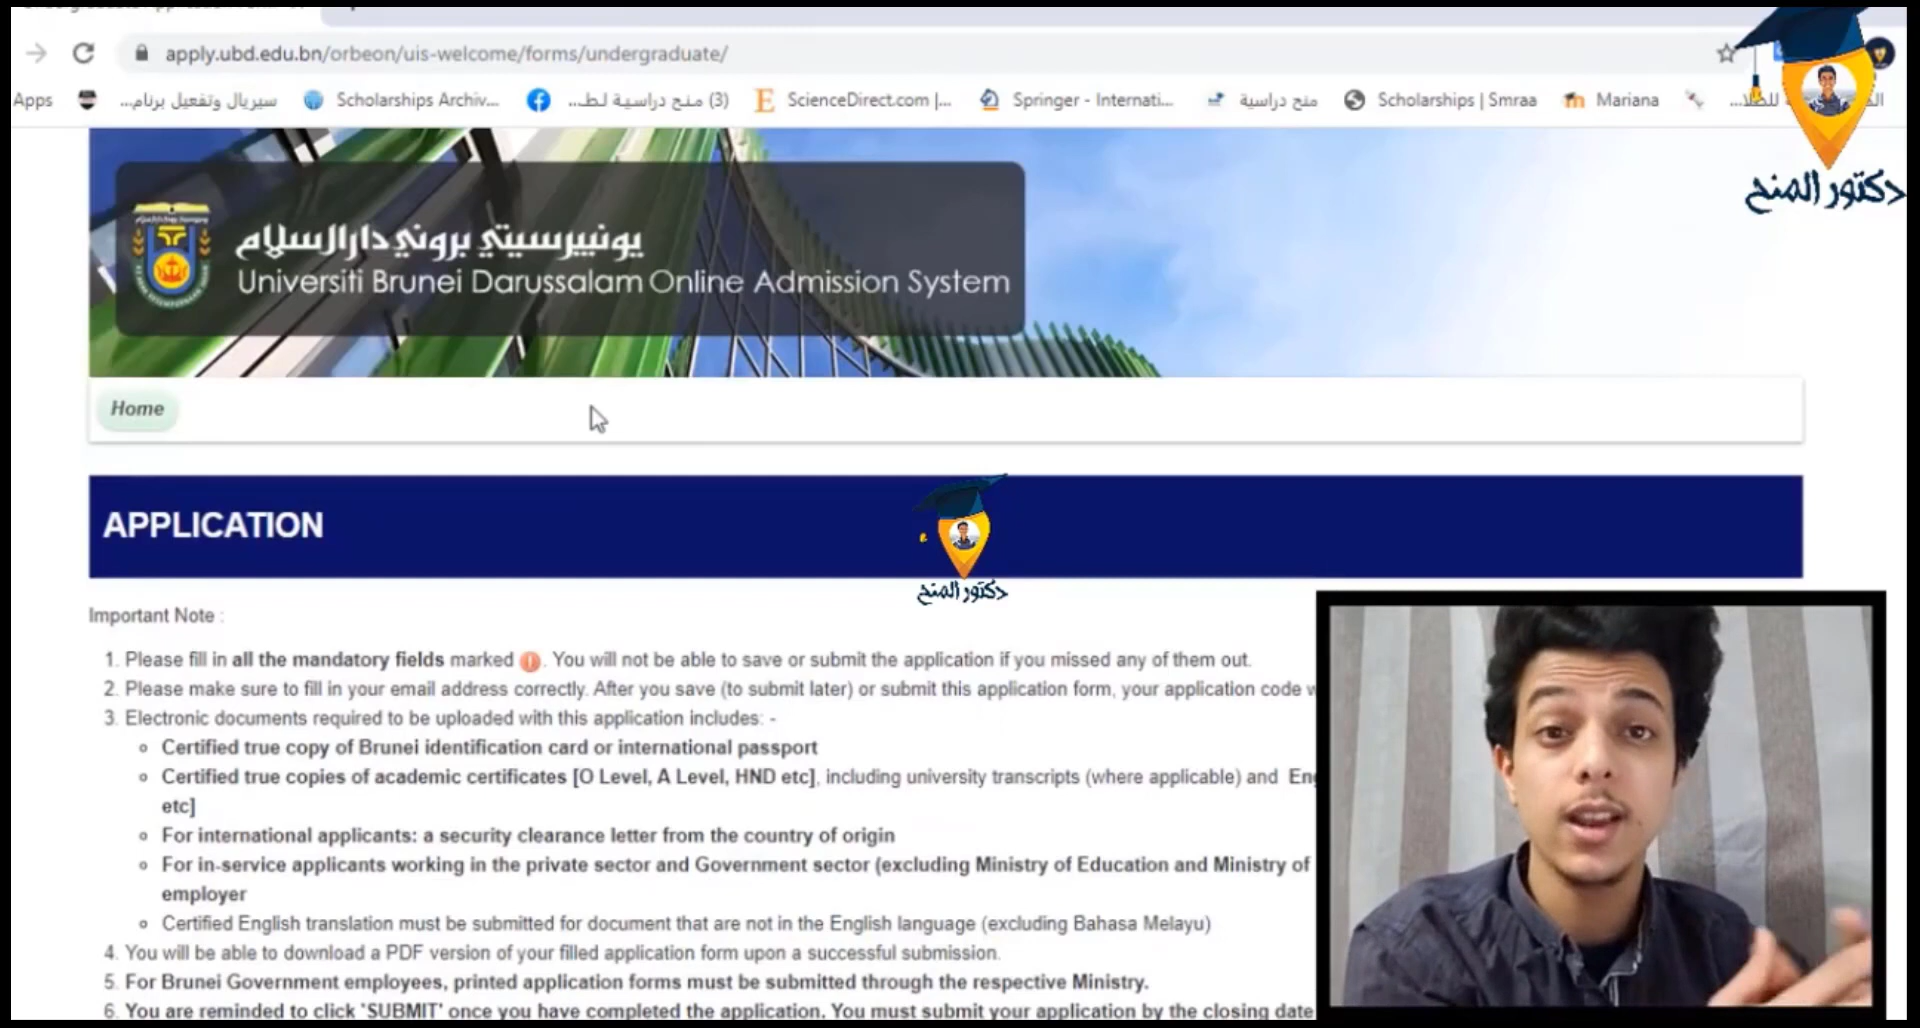 apply.ubd.edu.bn/orbeon/uis-welcome/forms/undergraduate/
Apps
سيريال وتفعيل برنام...
Scholarships Archiv...
(3) منح دراسية لط...
E
ScienceDirect.com |...
Springer - Internati...
منح دراسية
Scholarships | Smraa
Mariana
دكتور المنح
يونيبرسيتي بروني دارالسلام
Universiti Brunei Darussalam Online Admission System
Home
APPLICATION
دكتور المنح
Important Note :
1. Please fill in all the mandatory fields marked . You will not be able to save or submit the application if you missed any of them out.
2. Please make sure to fill in your email address correctly. After you save (to submit later) or submit this application form, your application code
3. Electronic documents required to be uploaded with this application includes: -
Certified true copy of Brunei identification card or international passport
Certified true copies of academic certificates [O Level, A Level, HND etc], including university transcripts (where applicable) and
etc]
For international applicants: a security clearance letter from the country of origin
For in-service applicants working in the private sector and Government sector (excluding Ministry of Education and Ministry of
employer
Certified English translation must be submitted for document that are not in the English language (excluding Bahasa Melayu)
4. You will be able to download a PDF version of your filled application form upon a successful submission.
5. For Brunei Government employees, printed application forms must be submitted through the respective Ministry.
6. You are reminded to click 'SUBMIT' once you have completed the application. You must submit your application by the closing date